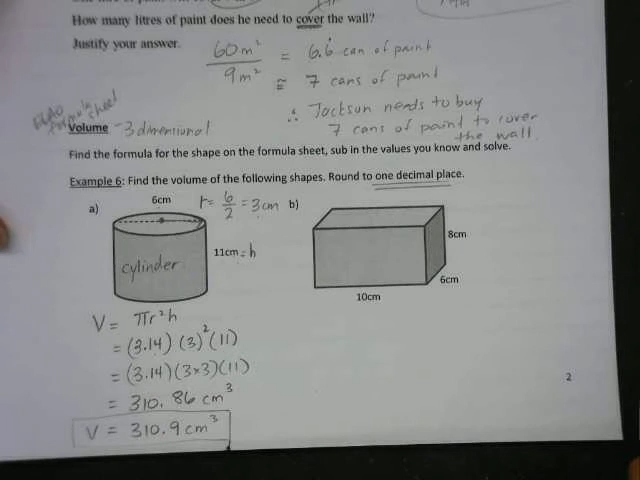 How many litres of paint does he need to cover the wall?
Justify your answer.
60m² = 6.6̇ can of paint
9m² ≅ 7 cans of paint
∴ Jackson needs to buy
7 cans of paint to cover
the wall.
READ formula sheet
Volume - 3 dimensional
Find the formula for the shape on the formula sheet, sub in the values you know and solve.
Example 6: Find the volume of the following shapes. Round to one decimal place.
a) 6cm r = 6/2 = 3cm b)
cylinder 11cm = h
8cm
6cm
10cm
V = πr²h
= (3.14) (3)² (11)
= (3.14)(3×3)(11)
= 310.86 cm³
V = 310.9 cm³
2